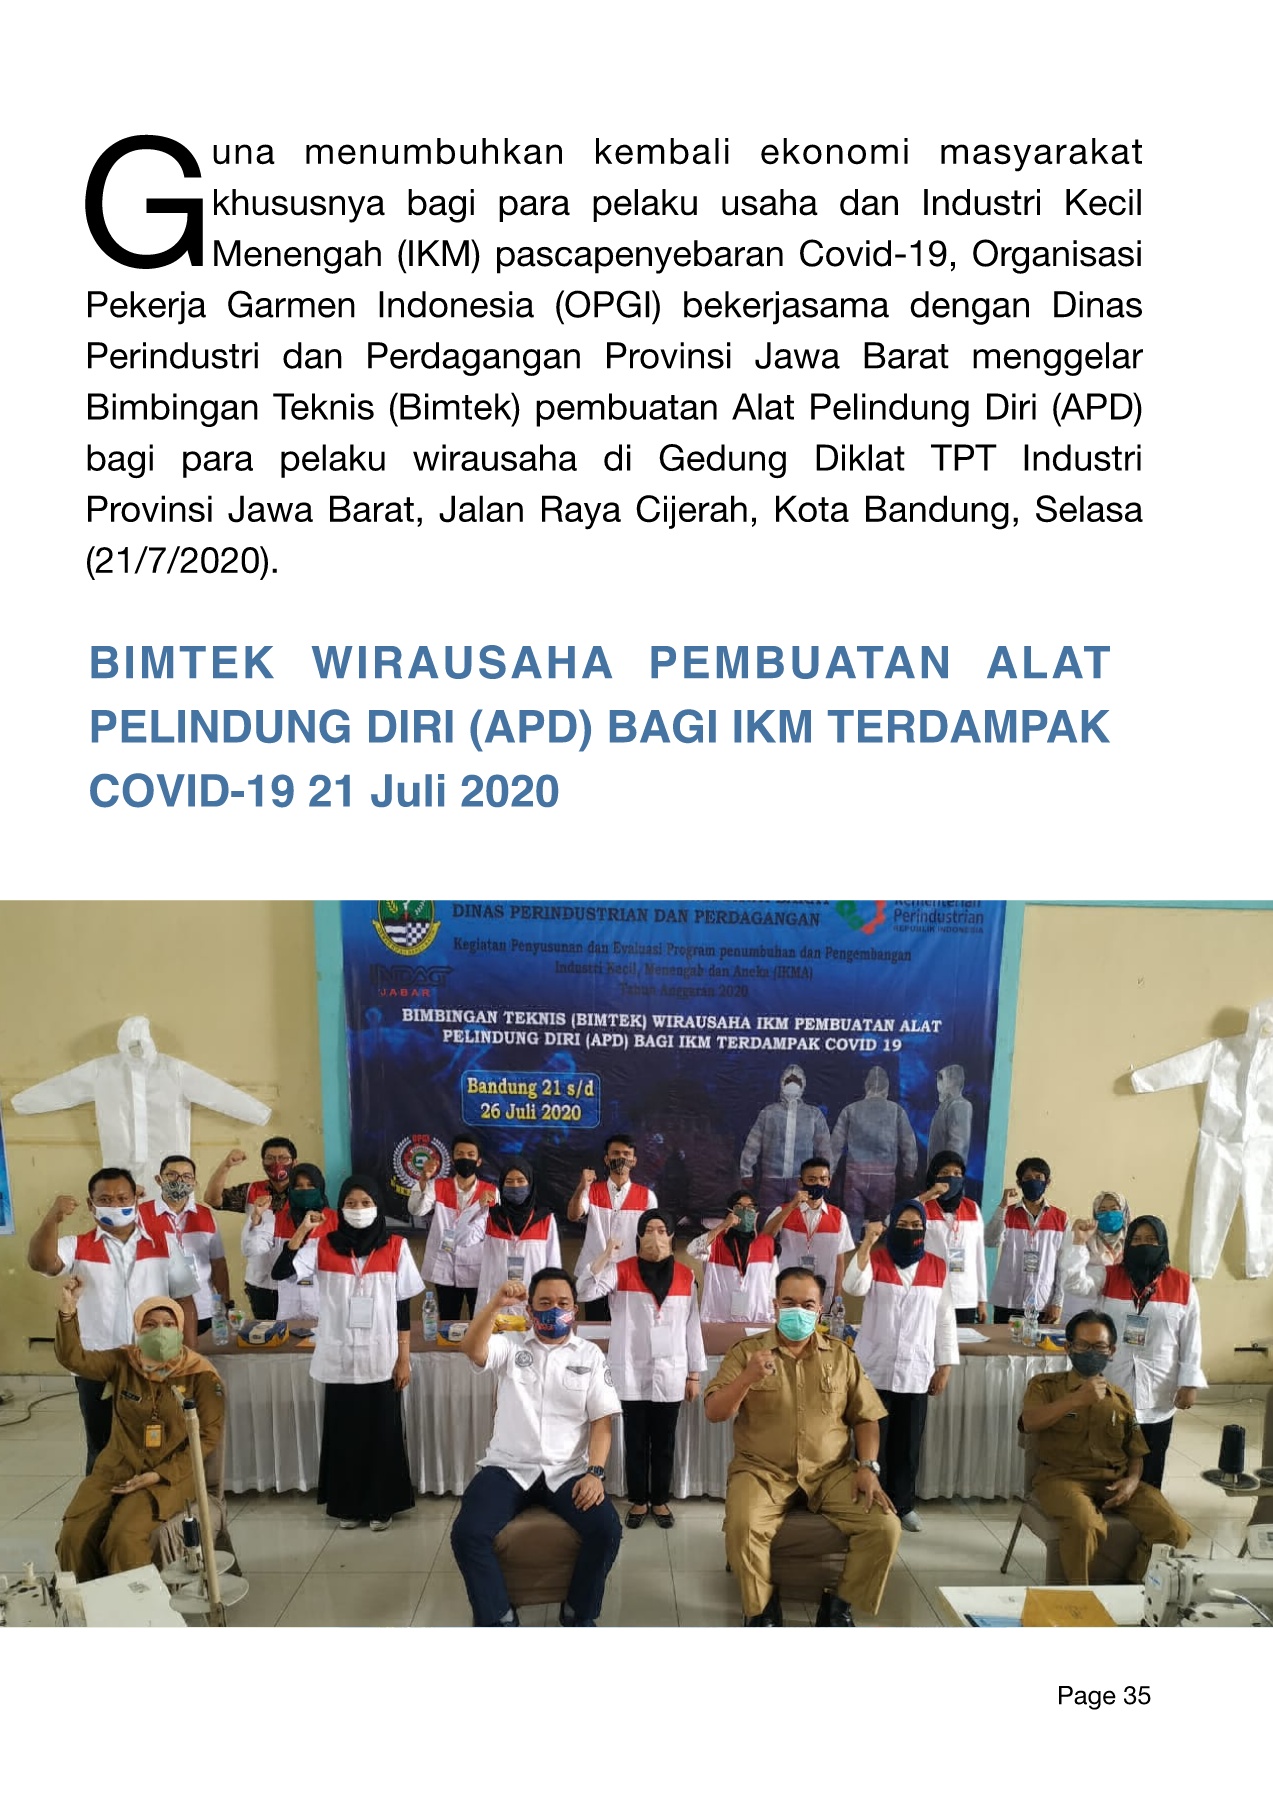 Guna menumbuhkan kembali ekonomi masyarakat
khususnya bagi para pelaku usaha dan Industri Kecil
Menengah (IKM) pascapenyebaran Covid-19, Organisasi
Pekerja Garmen Indonesia (OPGI) bekerjasama dengan Dinas
Perindustri dan Perdagangan Provinsi Jawa Barat menggelar
Bimbingan Teknis (Bimtek) pembuatan Alat Pelindung Diri (APD)
bagi para pelaku wirausaha di Gedung Diklat TPT Industri
Provinsi Jawa Barat, Jalan Raya Cijerah, Kota Bandung, Selasa
(21/7/2020).
BIMTEK WIRAUSAHA PEMBUATAN ALAT
PELINDUNG DIRI (APD) BAGI IKM TERDAMPAK
COVID-19 21 Juli 2020
DINAS PERINDUSTRIAN DAN PERDAGANGAN
Kementerian
Perindustrian
REPUBLIK INDONESIA
Kegiatan Penyusunan dan Evaluasi Program penumbuhan dan Pengembangan
Industri Kecil, Menengah dan Aneka (IKMA)
Tahun Anggaran 2020
INDAG
JABAR
BIMBINGAN TEKNIS (BIMTEK) WIRAUSAHA IKM PEMBUATAN ALAT
PELINDUNG DIRI (APD) BAGI IKM TERDAMPAK COVID 19
Bandung 21 s/d
26 Juli 2020
OPGI
Page 35